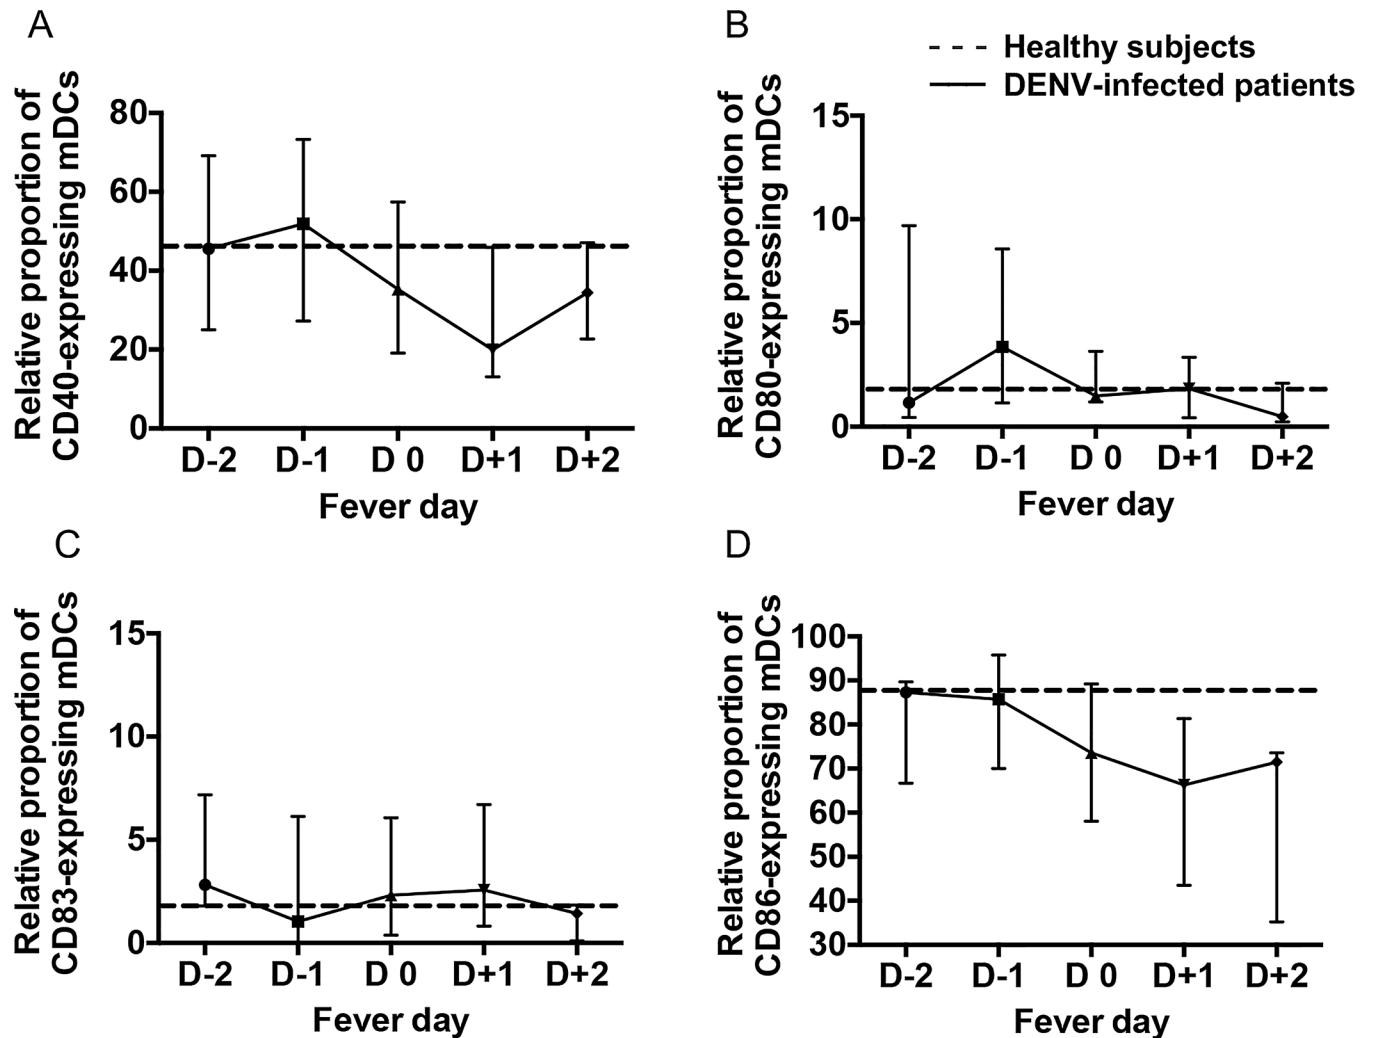 A
Relative proportion of
CD40-expressing mDCs
80
60
40
20
0
D-2 D-1 D 0 D+1 D+2
Fever day
B
Healthy subjects
DENV-infected patients
Relative proportion of
CD80-expressing mDCs
15
10
5
0
D-2 D-1 D 0 D+1 D+2
Fever day
C
Relative proportion of
CD83-expressing mDCs
15
10
5
0
D-2 D-1 D 0 D+1 D+2
Fever day
D
Relative proportion of
CD86-expressing mDCs
100
90
80
70
60
50
40
30
D-2 D-1 D 0 D+1 D+2
Fever day